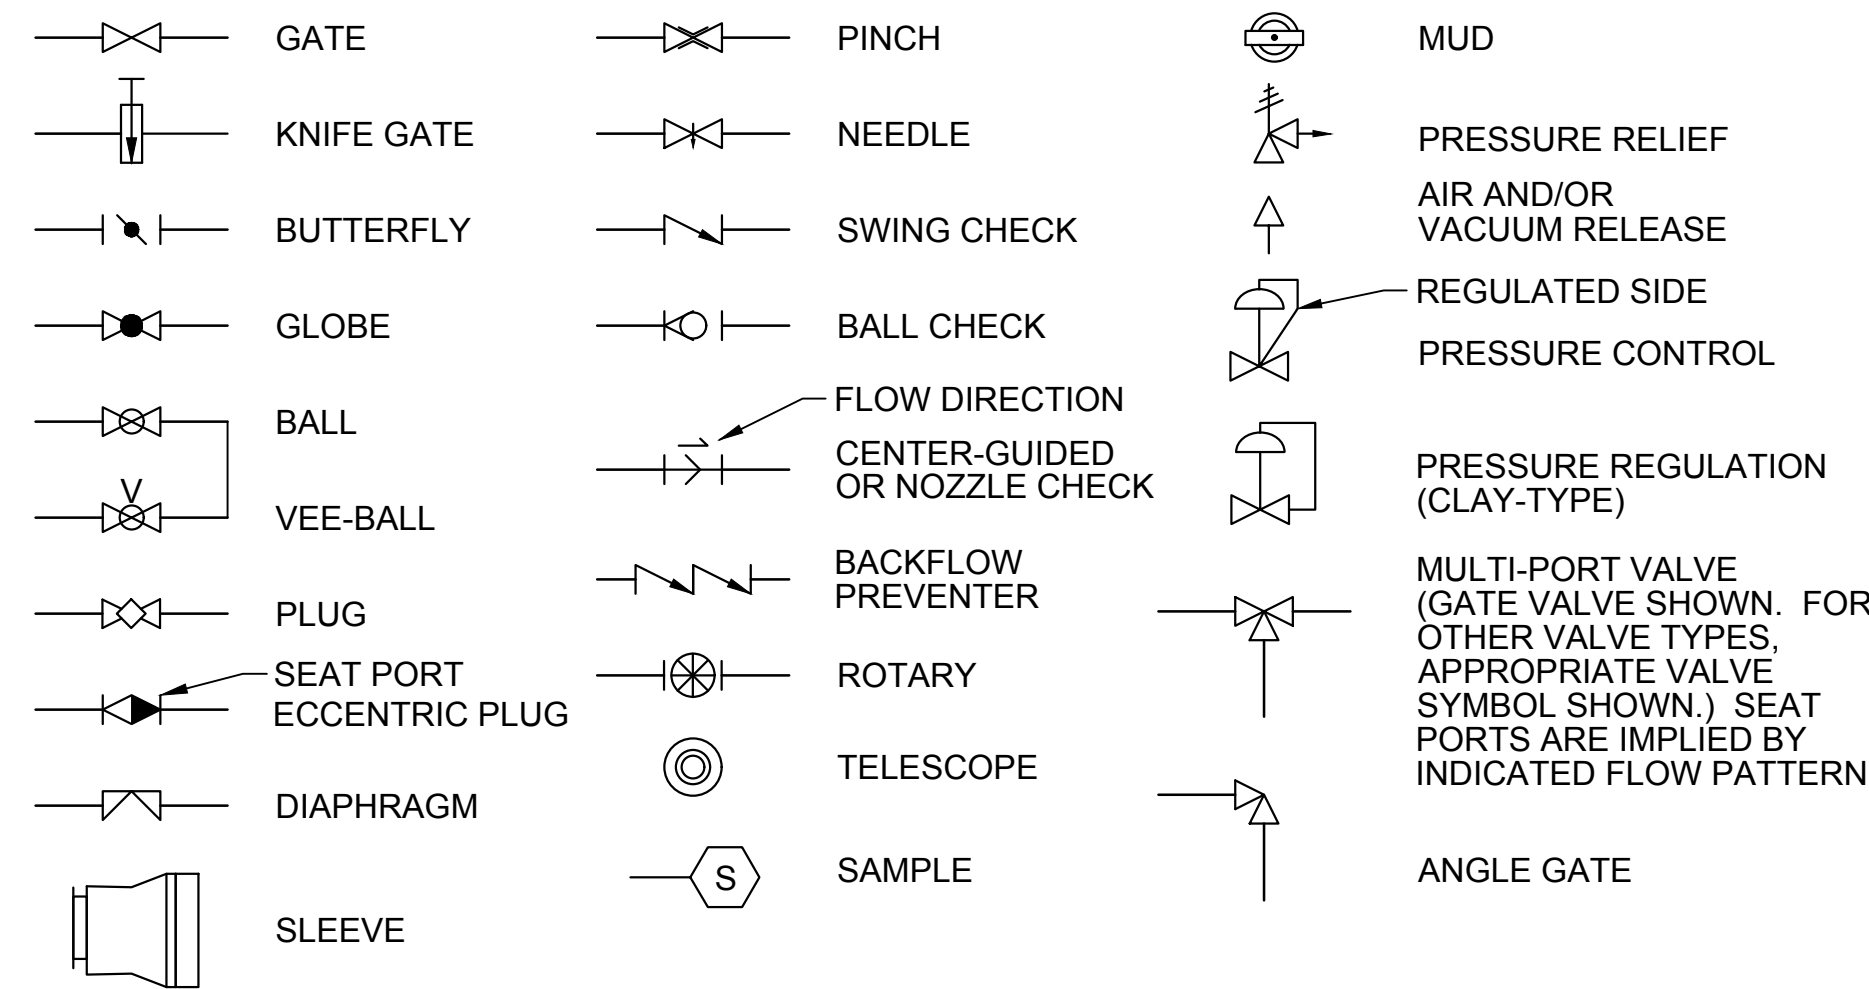 GATE
KNIFE GATE
BUTTERFLY
GLOBE
BALL
V
VEE-BALL
PLUG
SEAT PORT
ECCENTRIC PLUG
DIAPHRAGM
SLEEVE
PINCH
NEEDLE
SWING CHECK
BALL CHECK
FLOW DIRECTION
CENTER-GUIDED
OR NOZZLE CHECK
BACKFLOW
PREVENTER
ROTARY
TELESCOPE
S
SAMPLE
MUD
PRESSURE RELIEF
AIR AND/OR
VACUUM RELEASE
REGULATED SIDE
PRESSURE CONTROL
PRESSURE REGULATION
(CLAY-TYPE)
MULTI-PORT VALVE
(GATE VALVE SHOWN. FOR
OTHER VALVE TYPES,
APPROPRIATE VALVE
SYMBOL SHOWN.) SEAT
PORTS ARE IMPLIED BY
INDICATED FLOW PATTERN
ANGLE GATE